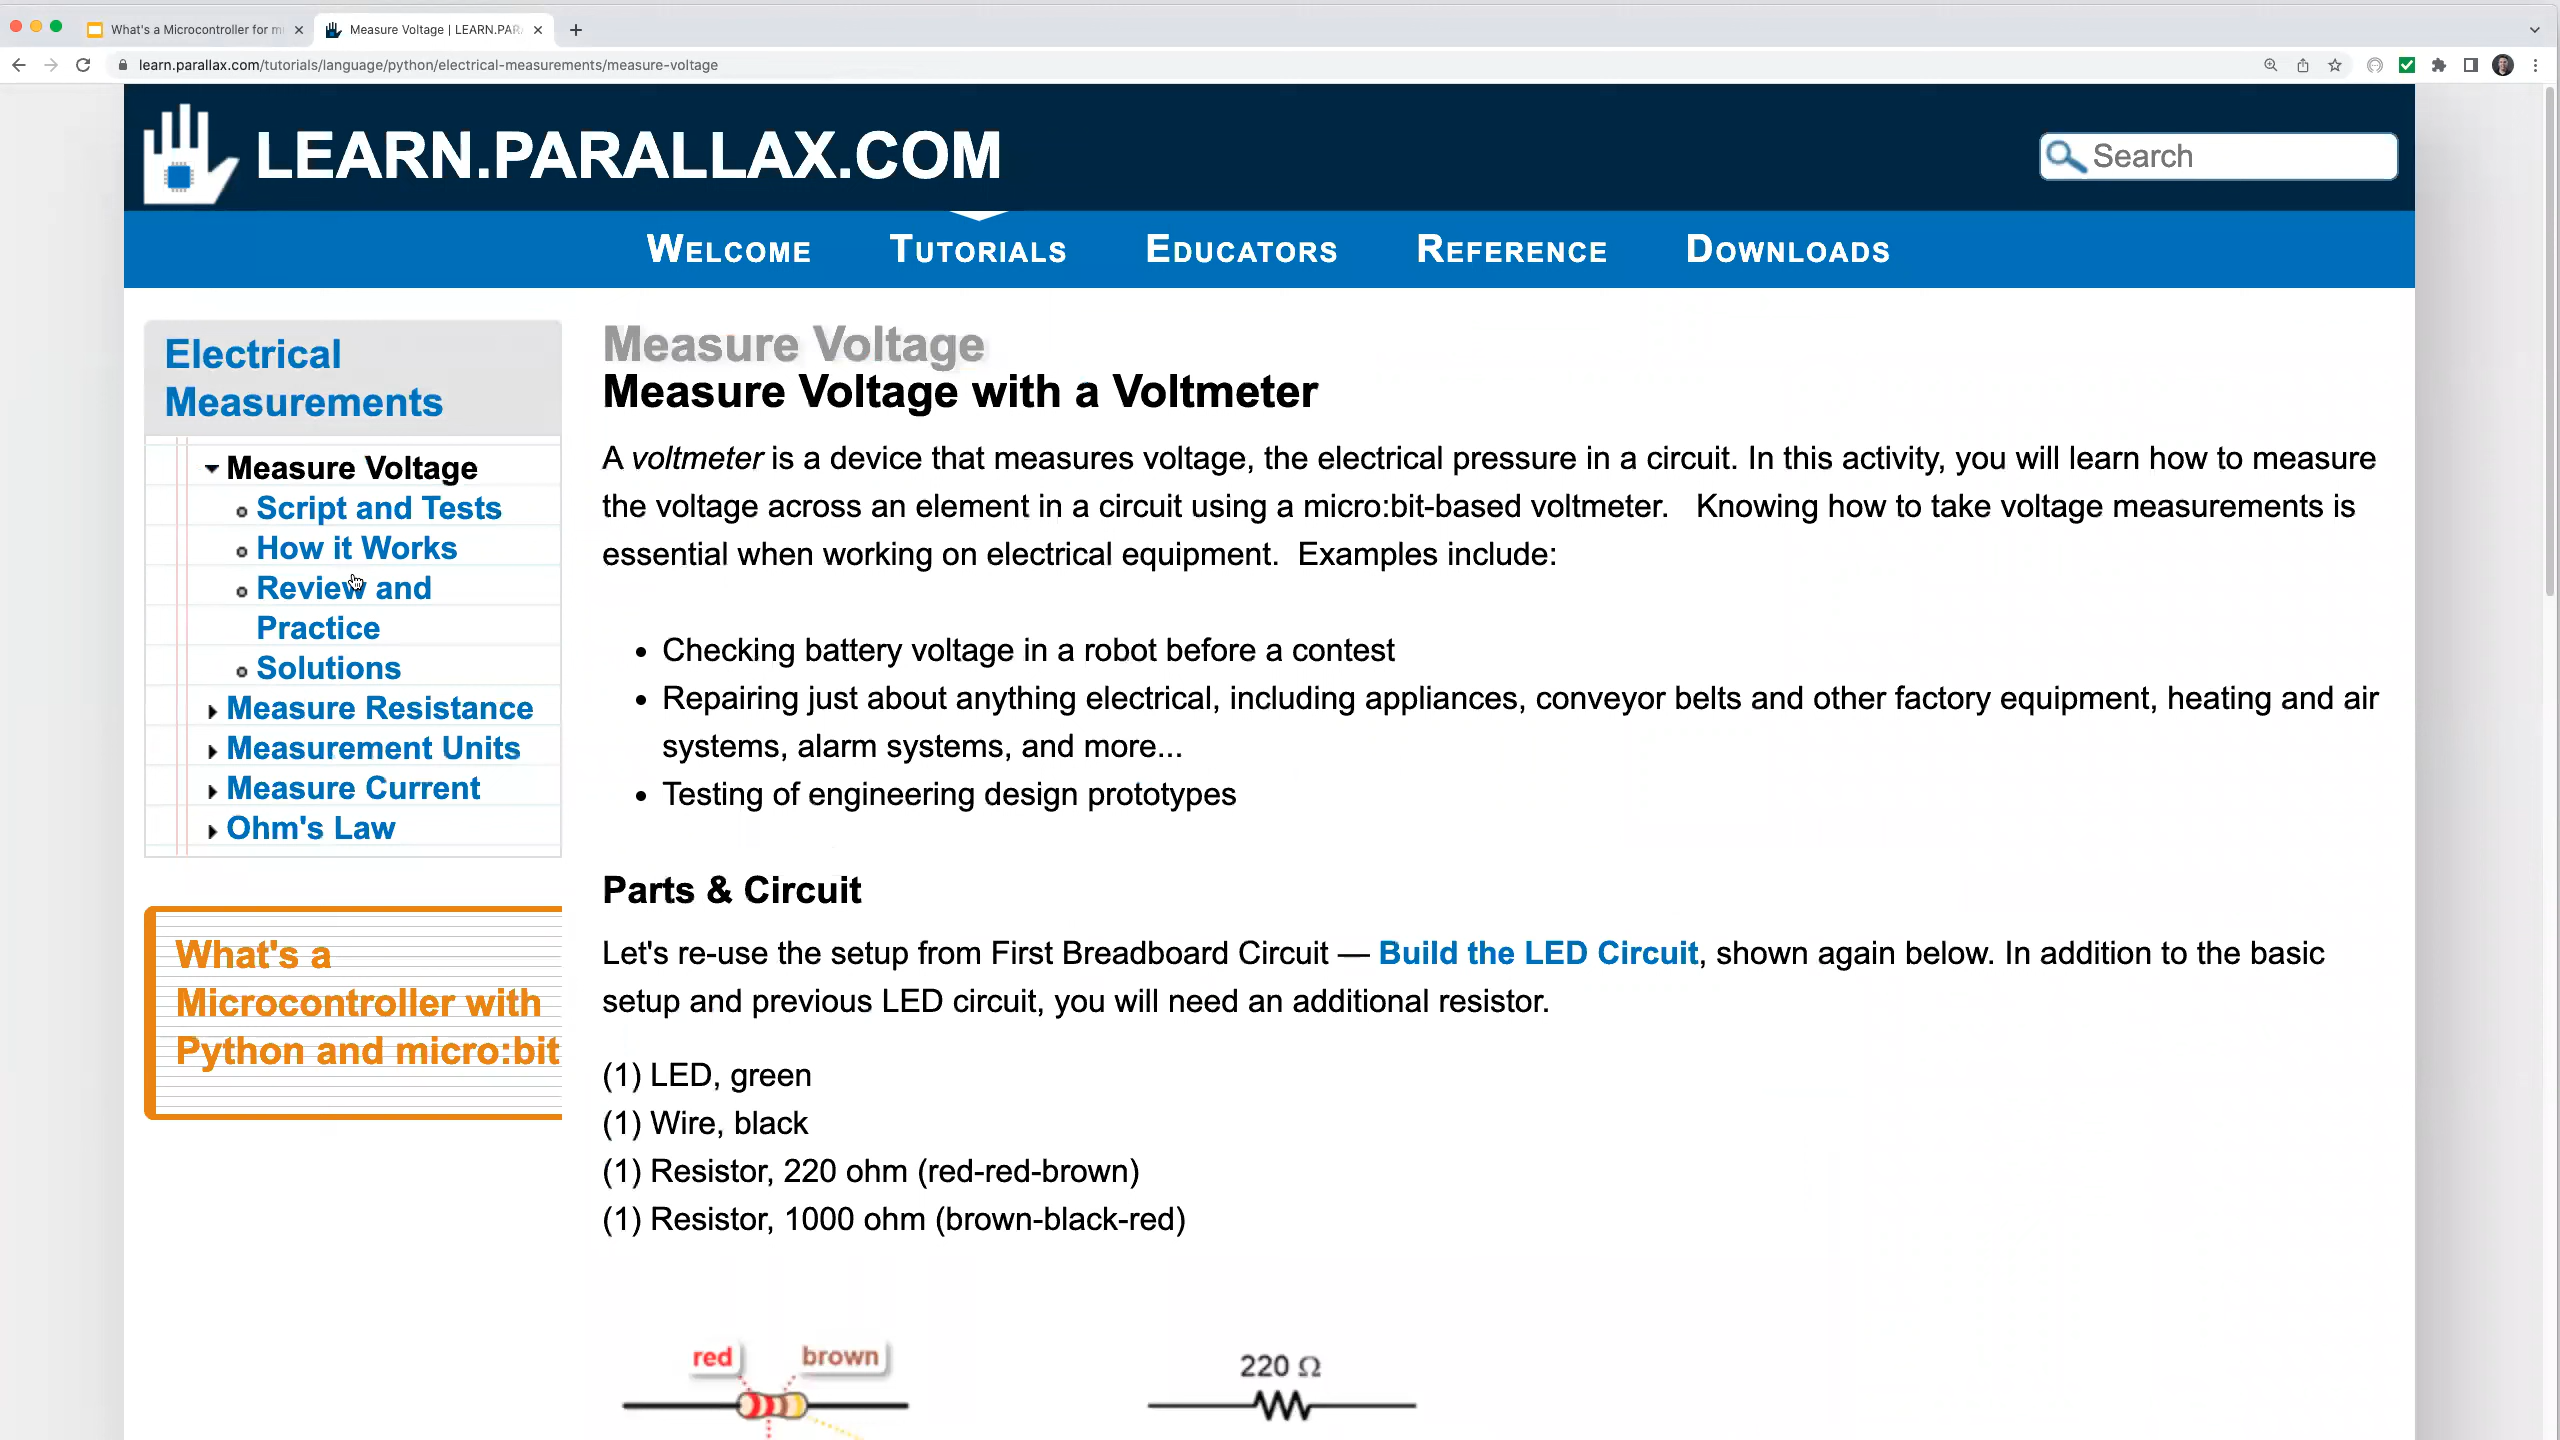 What's a Microcontroller for m
Measure Voltage | LEARN.PAR
learn.parallax.com/tutorials/language/python/electrical-measurements/measure-voltage
LEARN.PARALLAX.COM
Search
WELCOME
TUTORIALS
EDUCATORS
REFERENCE
DOWNLOADS
Electrical
Measurements
Measure Voltage
Script and Tests
How it Works
Review and
Practice
Solutions
Measure Resistance
Measurement Units
Measure Current
Ohm's Law
What's a
Microcontroller with
Python and micro:bit
Measure Voltage
Measure Voltage with a Voltmeter
A voltmeter is a device that measures voltage, the electrical pressure in a circuit. In this activity, you will learn how to measure
the voltage across an element in a circuit using a micro:bit-based voltmeter. Knowing how to take voltage measurements is
essential when working on electrical equipment. Examples include:
• Checking battery voltage in a robot before a contest
• Repairing just about anything electrical, including appliances, conveyor belts and other factory equipment, heating and air
systems, alarm systems, and more...
• Testing of engineering design prototypes
Parts & Circuit
Let's re-use the setup from First Breadboard Circuit — Build the LED Circuit, shown again below. In addition to the basic
setup and previous LED circuit, you will need an additional resistor.
(1) LED, green
(1) Wire, black
(1) Resistor, 220 ohm (red-red-brown)
(1) Resistor, 1000 ohm (brown-black-red)
red
brown
220 Ω